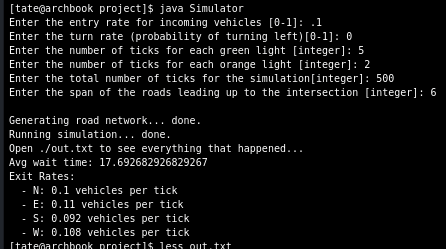 [tate@archbook project]$ java Simulator
Enter the entry rate for incoming vehicles [0-1]: .1
Enter the turn rate (probability of turning left)[0-1]: 0
Enter the number of ticks for each green light [integer]: 5
Enter the number of ticks for each orange light [integer]: 2
Enter the total number of ticks for the simulation[integer]: 500
Enter the span of the roads leading up to the intersection [integer]: 6
Generating road network... done.
Running simulation... done.
Open ./out.txt to see everything that happened...
Avg wait time: 17.692682926829267
Exit Rates:
- N: 0.1 vehicles per tick
- E: 0.11 vehicles per tick
- S: 0.092 vehicles per tick
- W: 0.108 vehicles per tick
[tate@archbook project]$ less out.txt